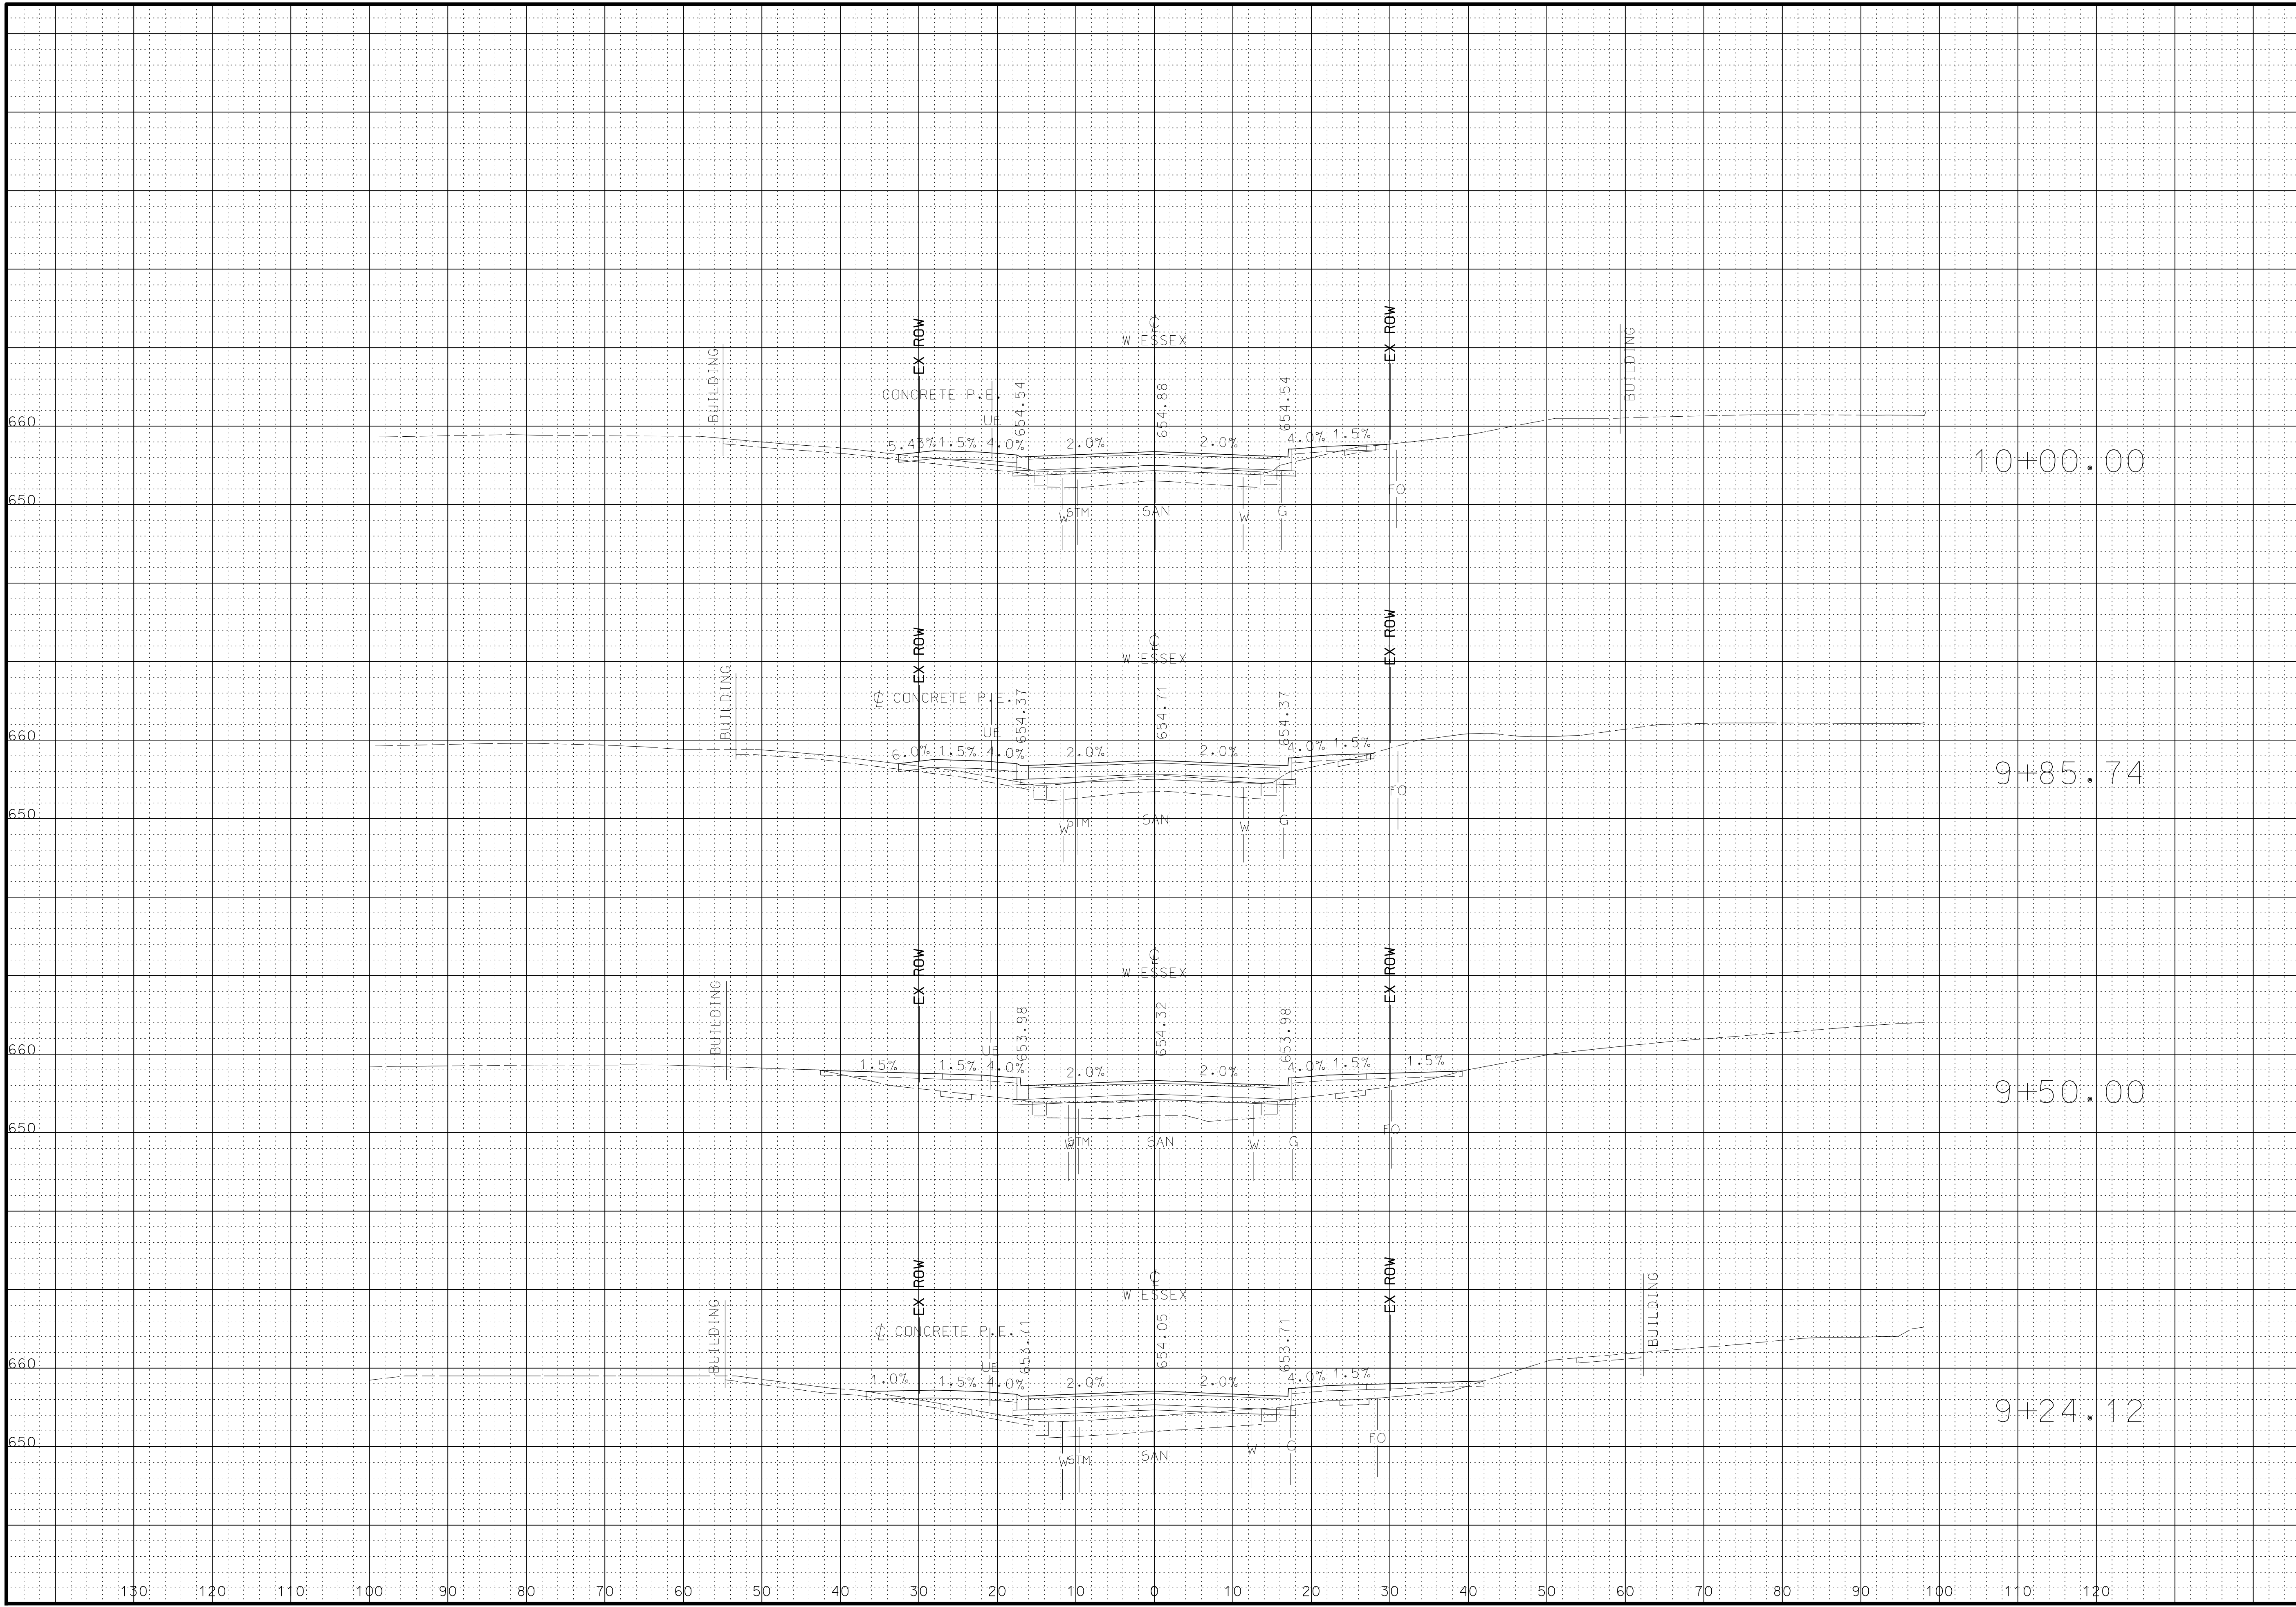 ℄
W ESSEX
EX ROW
EX ROW
BUILDING
BUILDING
CONCRETE P.E.
UE
654.54
654.88
654.54
660
5.43% 1.5% 4.0% 2.0% 2.0% 4.0% 1.5%
10+00.00
650
W STM SAN W G FO
℄
W ESSEX
EX ROW
EX ROW
BUILDING
℄ CONCRETE P.E.
UE
654.37
654.71
654.37
660
6.0% 1.5% 4.0% 2.0% 2.0% 4.0% 1.5%
9+85.74
650
W STM SAN W G FO
℄
W ESSEX
EX ROW
EX ROW
BUILDING
UE
653.98
654.32
653.98
660
1.5% 1.5% 4.0% 2.0% 2.0% 4.0% 1.5% 1.5%
9+50.00
650
W STM SAN W G FO
℄
W ESSEX
EX ROW
EX ROW
BUILDING
BUILDING
℄ CONCRETE P.E.
UE
653.71
654.05
653.71
660
1.0% 1.5% 4.0% 2.0% 2.0% 4.0% 1.5%
9+24.12
650
W STM SAN W G FO
130 120 110 100 90 80 70 60 50 40 30 20 10 0 10 20 30 40 50 60 70 80 90 100 110 120